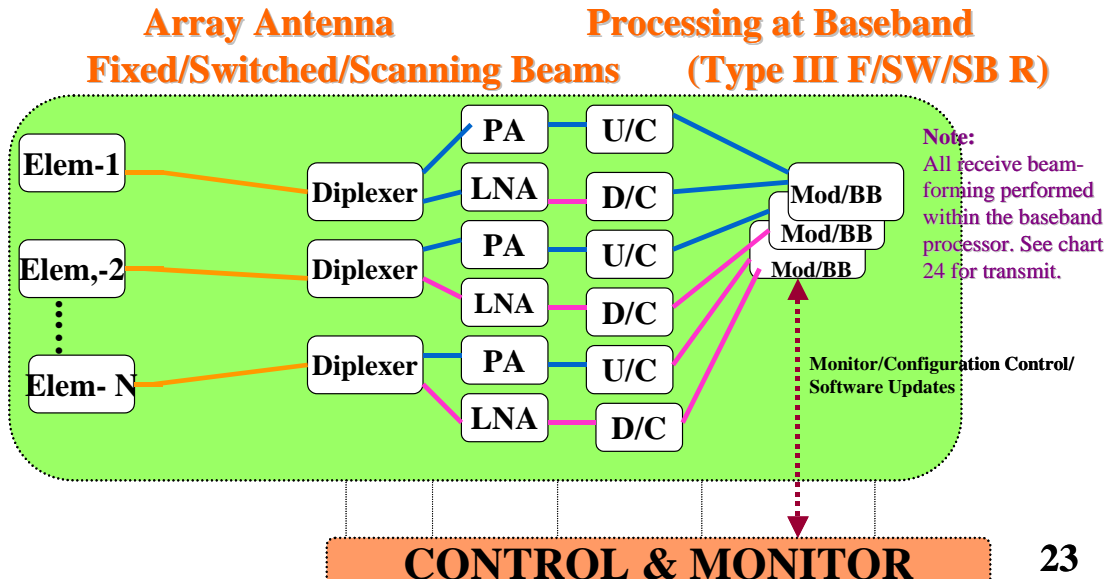 Array Antenna Processing at Baseband
Fixed/Switched/Scanning Beams (Type III F/SW/SB R)
Elem-1
Elem,-2
Elem- N
Diplexer
Diplexer
Diplexer
PA
LNA
PA
LNA
PA
LNA
U/C
D/C
U/C
D/C
U/C
D/C
Mod/BB
Mod/BB
Mod/BB
Note:
All receive beam-
forming performed
within the baseband
processor. See chart
24 for transmit.
Monitor/Configuration Control/
Software Updates
CONTROL & MONITOR
23